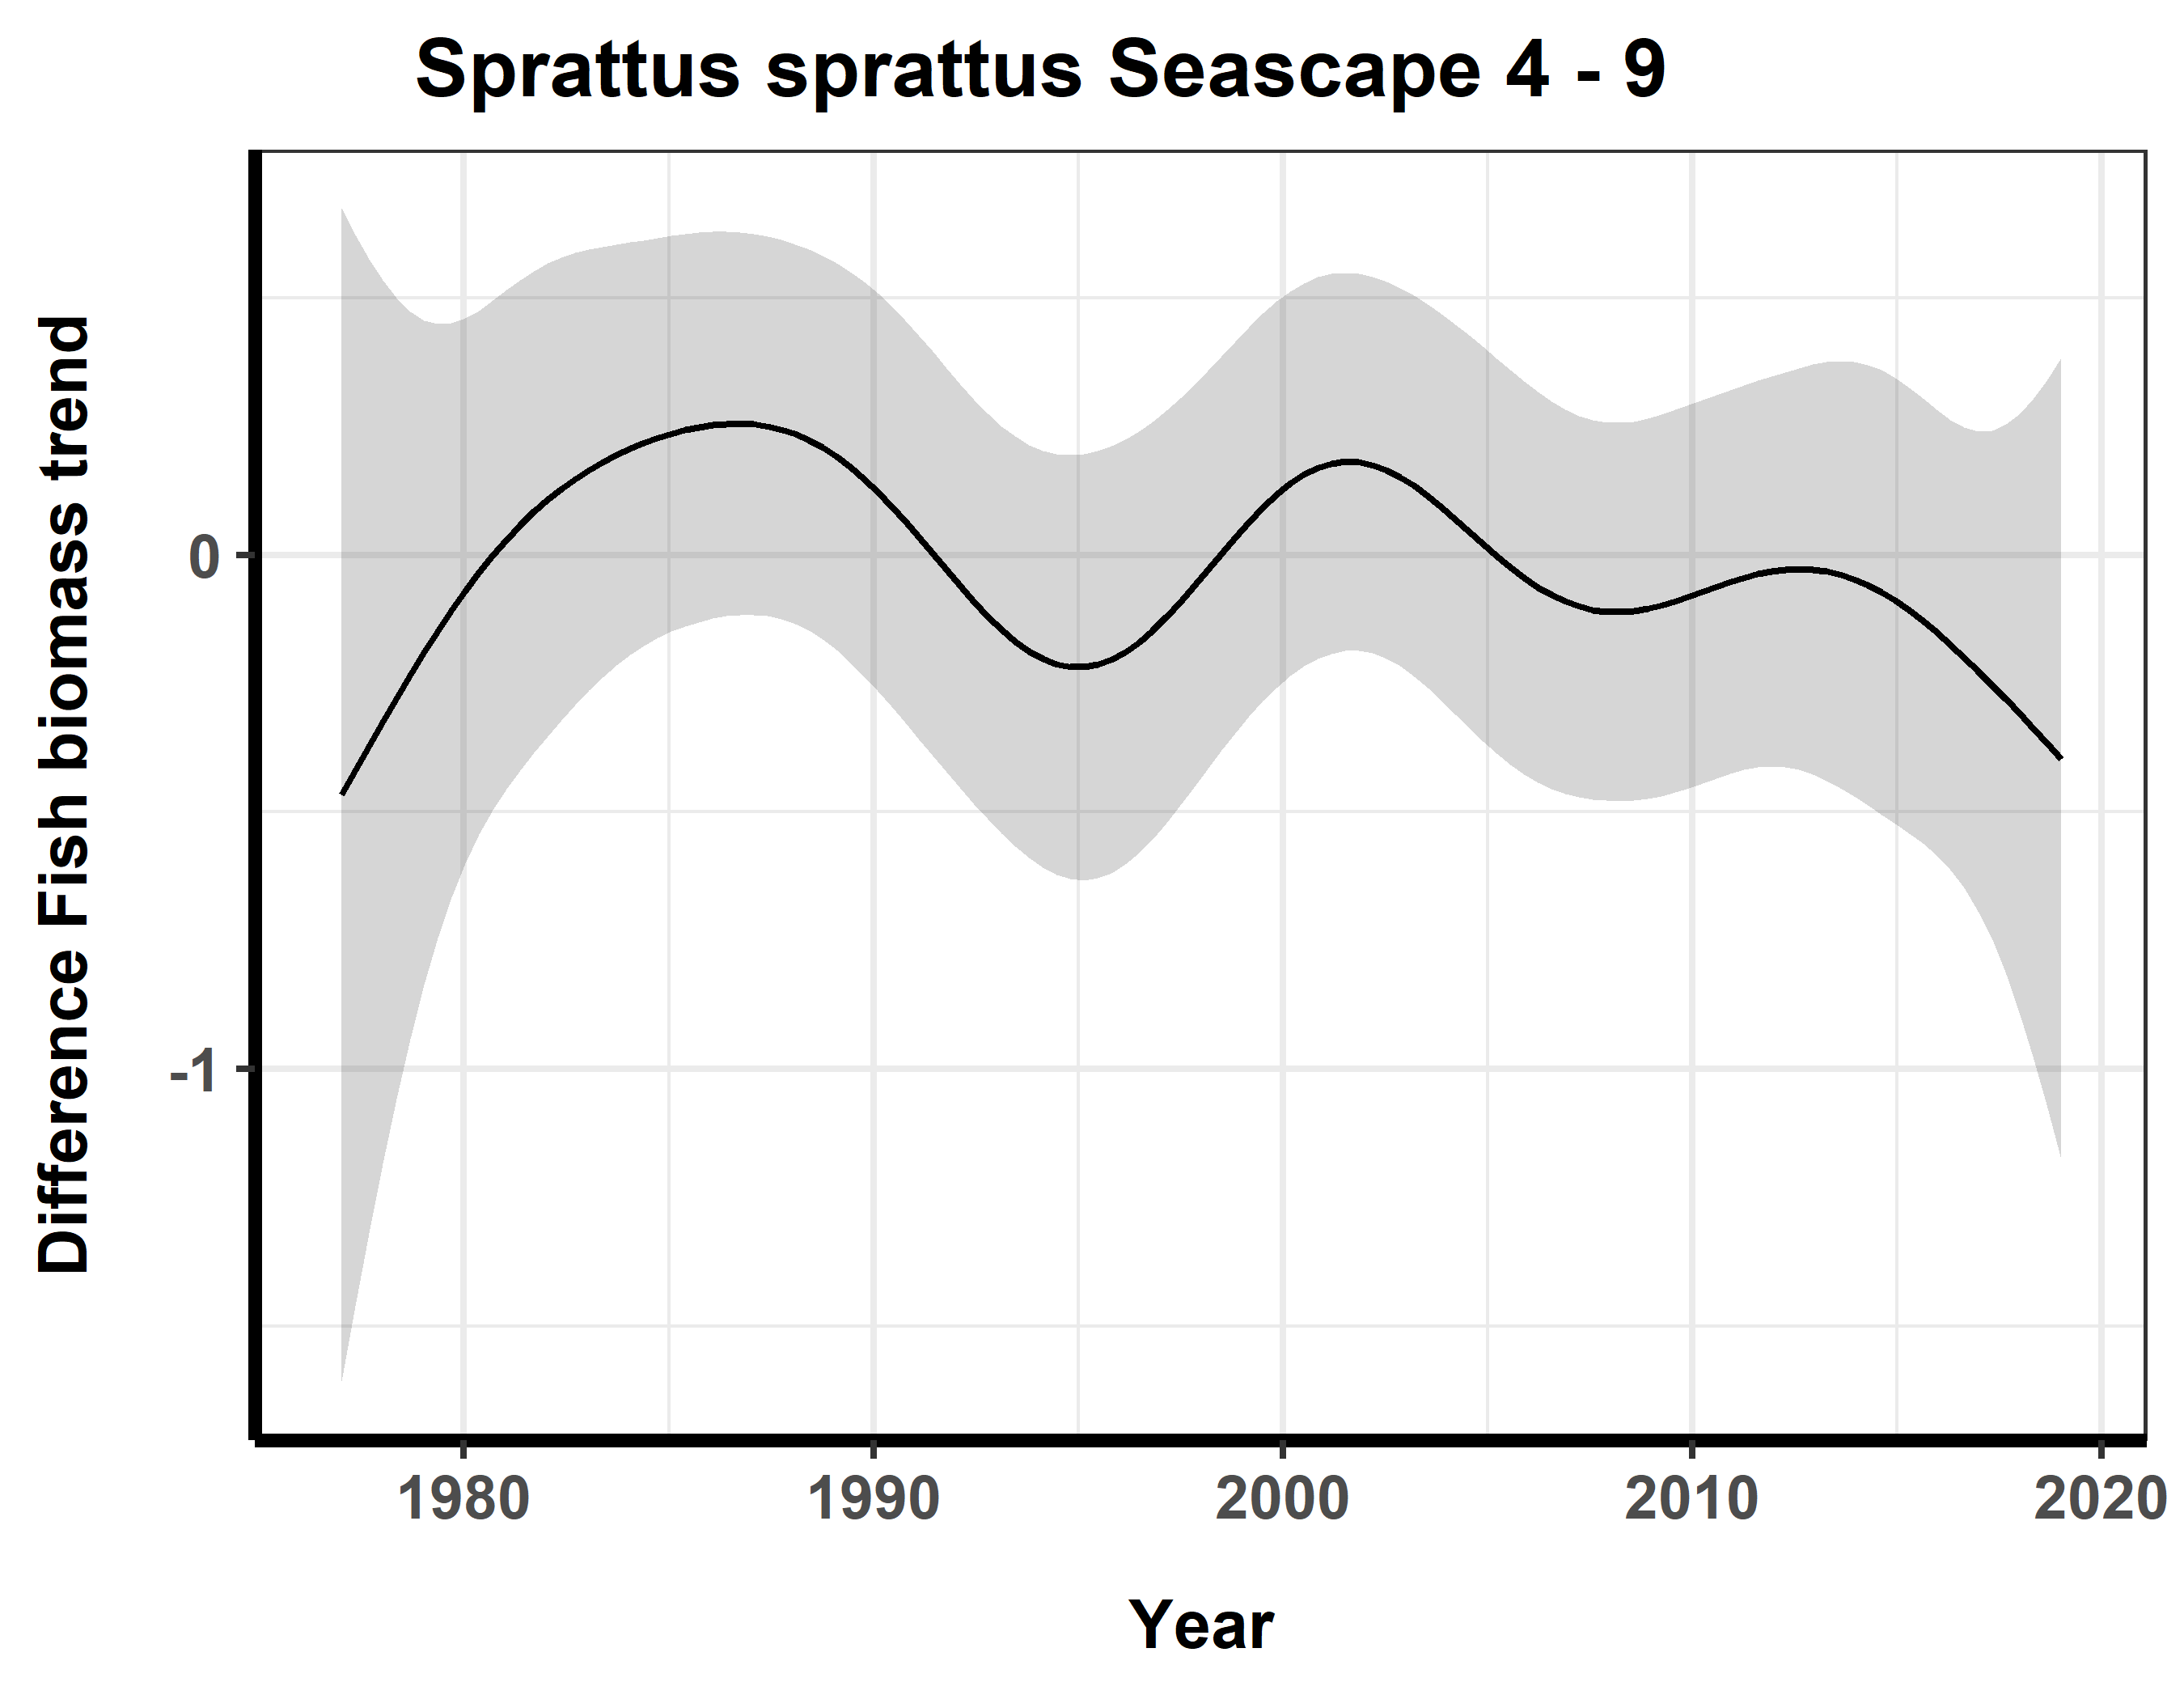 Sprattus sprattus Seascape 4 - 9
Difference Fish biomass trend
0
-1
1980 1990 2000 2010 2020
Year